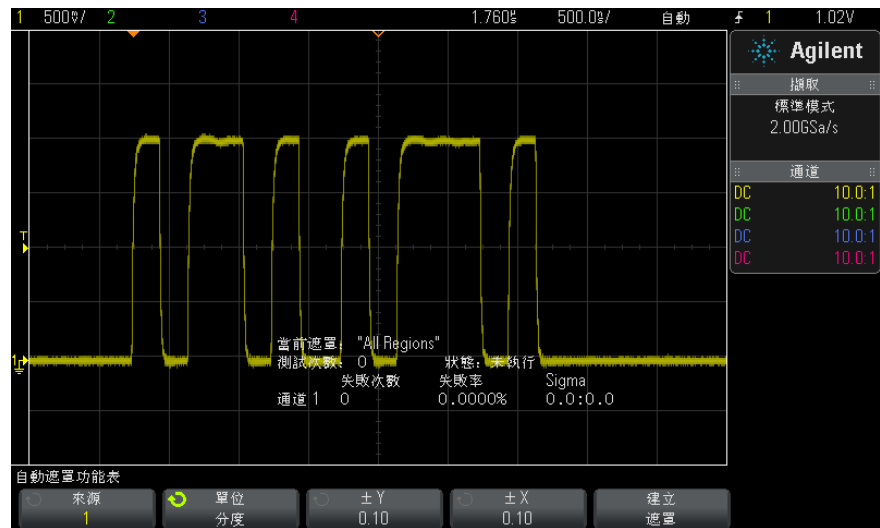 1 500㎷/ 2 3 4 1.760㎲ 500.0㎱/ 自動 1 1.02V
Agilent
擷取
標準模式
2.00GSa/s
通道
DC 10.0:1
DC 10.0:1
DC 10.0:1
DC 10.0:1
T
1
當前遮罩: "All Regions"
測試次數: 0 狀態: 未執行
失敗次數 失敗率 Sigma
通道 1 0 0.0000% 0.0:0.0
自動遮罩功能表
來源 單位 ± Y ± X 建立
1 分度 0.10 0.10 遮罩